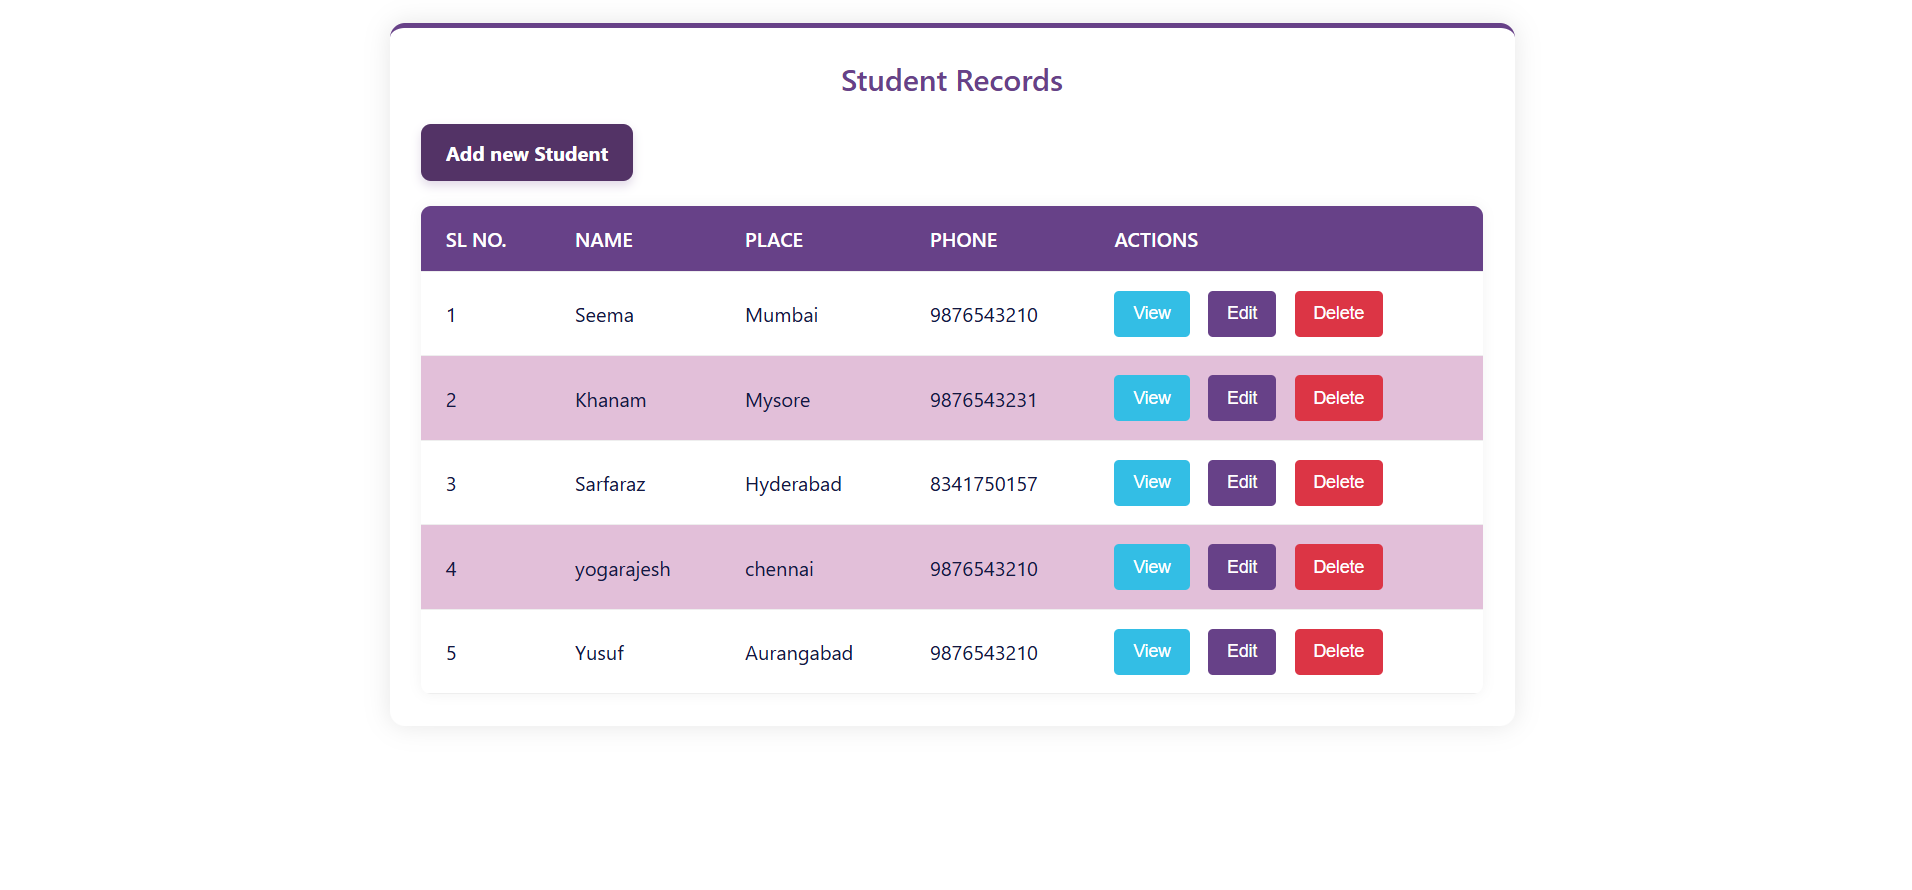 Student Records
Add new Student
SL NO. NAME PLACE PHONE ACTIONS
1 Seema Mumbai 9876543210 View Edit Delete
2 Khanam Mysore 9876543231 View Edit Delete
3 Sarfaraz Hyderabad 8341750157 View Edit Delete
4 yogarajesh chennai 9876543210 View Edit Delete
5 Yusuf Aurangabad 9876543210 View Edit Delete